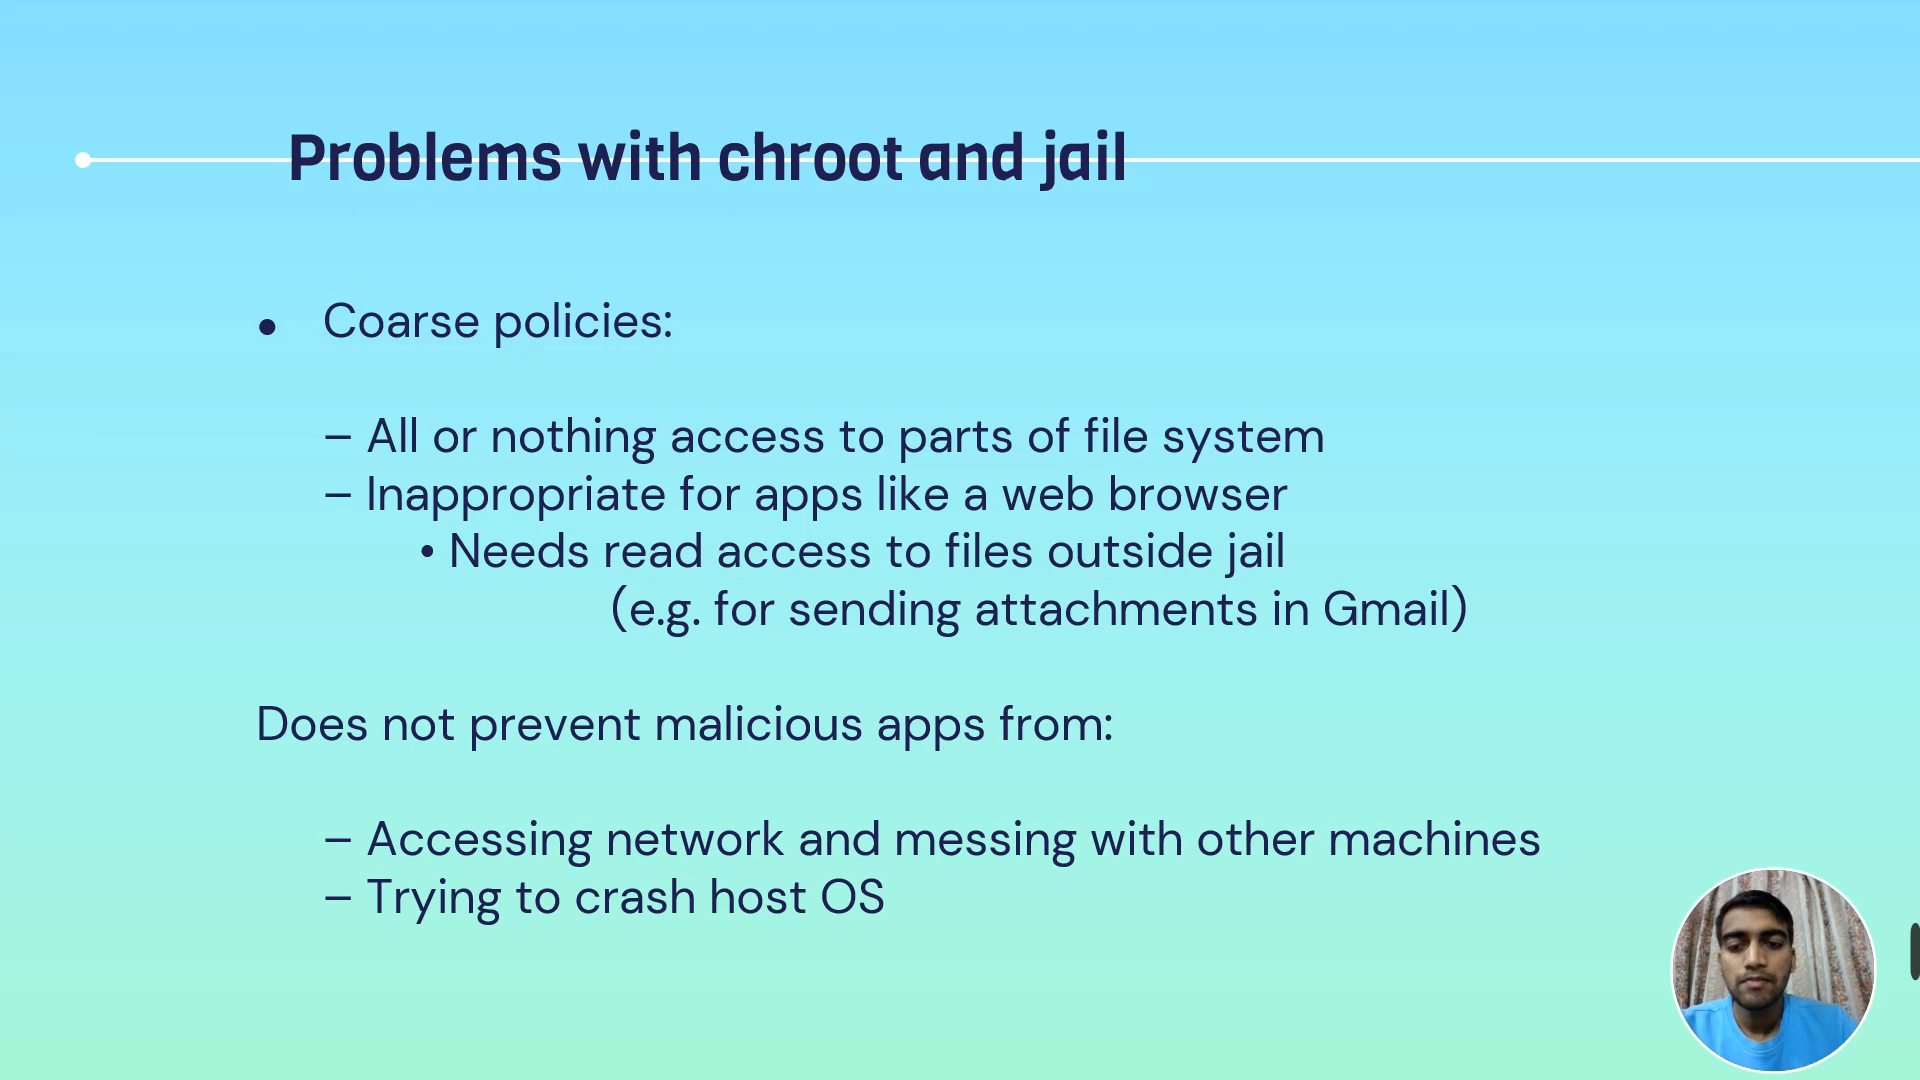 Problems with chroot and jail
● Coarse policies:
– All or nothing access to parts of file system
– Inappropriate for apps like a web browser
• Needs read access to files outside jail
(e.g. for sending attachments in Gmail)
Does not prevent malicious apps from:
– Accessing network and messing with other machines
– Trying to crash host OS